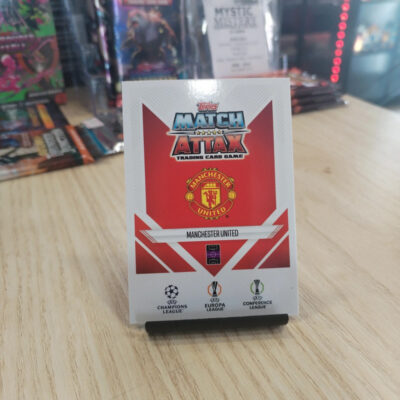 MYSTIC
Topps
MATCH
ATTAX
TRADING CARD GAME
MANCHESTER
UNITED
MANCHESTER UNITED
CHAMPIONS
LEAGUE
EUROPA
LEAGUE
CONFERENCE
LEAGUE